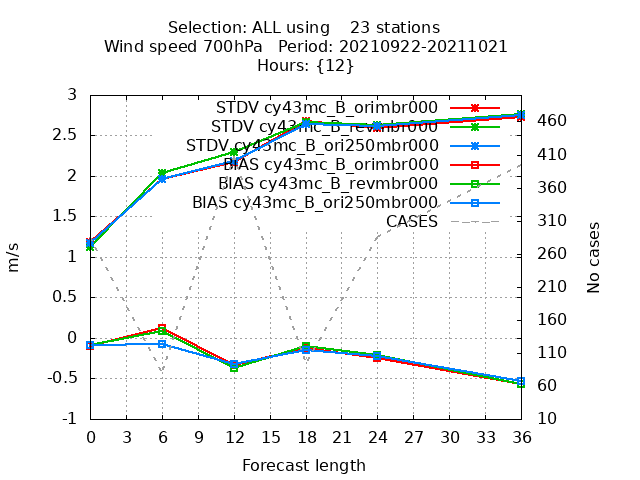 Selection: ALL using    23 stations
Wind speed 700hPa   Period: 20210922-20211021
Hours: {12}
STDV cy43mc_B_orimbr000
STDV cy43mc_B_revmbr000
STDV cy43mc_B_ori250mbr000
BIAS cy43mc_B_orimbr000
BIAS cy43mc_B_revmbr000
BIAS cy43mc_B_ori250mbr000
CASES
3
2.5
2
1.5
1
0.5
0
-0.5
-1
m/s
460
410
360
310
260
210
160
110
60
10
No cases
0 3 6 9 12 15 18 21 24 27 30 33 36
Forecast length